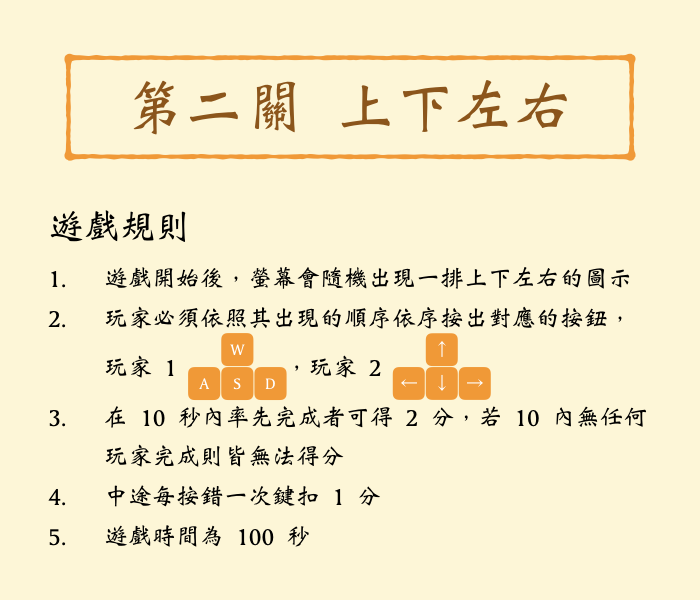 第二關 上下左右
遊戲規則
1. 遊戲開始後，螢幕會隨機出現一排上下左右的圖示
2. 玩家必須依照其出現的順序依序按出對應的按鈕，
W
↑
玩家 1 A S D ，玩家 2 ← ↓ →
3. 在 10 秒內率先完成者可得 2 分，若 10 內無任何
玩家完成則皆無法得分
4. 中途每按錯一次鍵扣 1 分
5. 遊戲時間為 100 秒